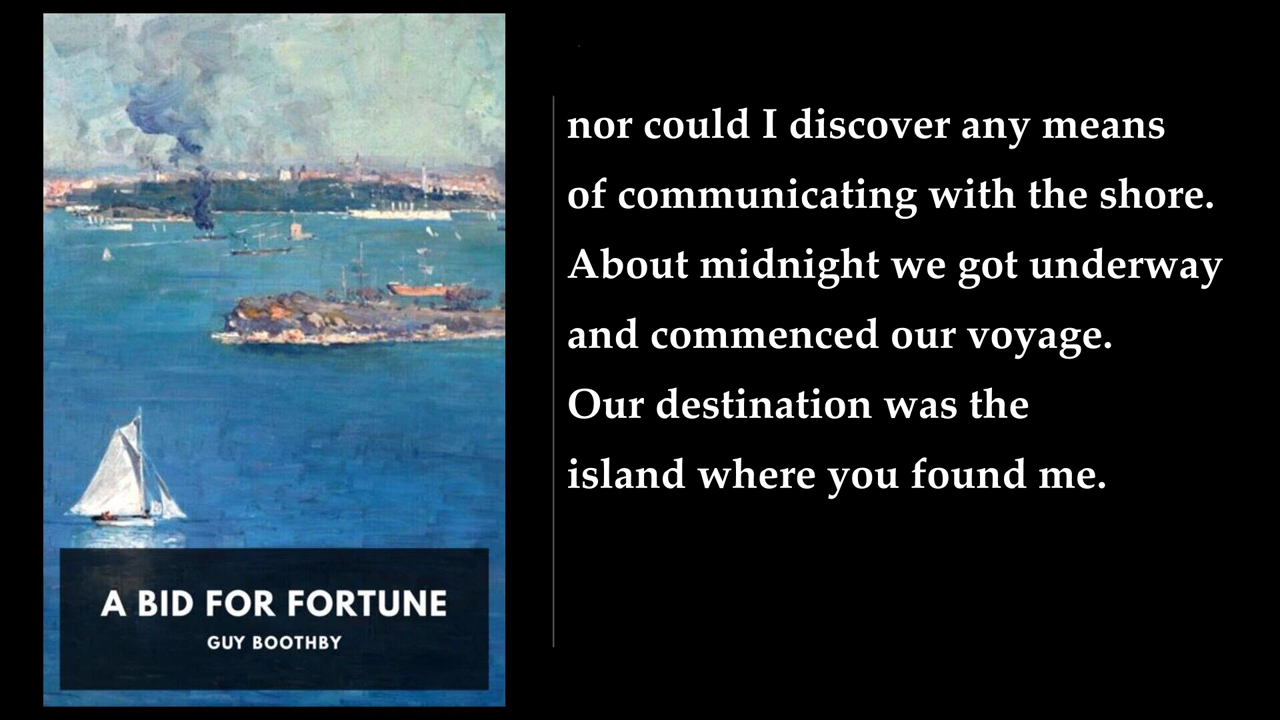 nor could I discover any means
of communicating with the shore.
About midnight we got underway
and commenced our voyage.
Our destination was the
island where you found me.
A BID FOR FORTUNE
GUY BOOTHBY